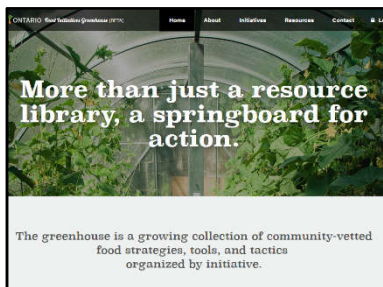 ONTARIO Food Initiatives Greenhouse (BETA) Home About Initiatives Resources Contact
More than just a resource
library, a springboard for
action.
The greenhouse is a growing collection of community-vetted
food strategies, tools, and tactics
organized by initiative.